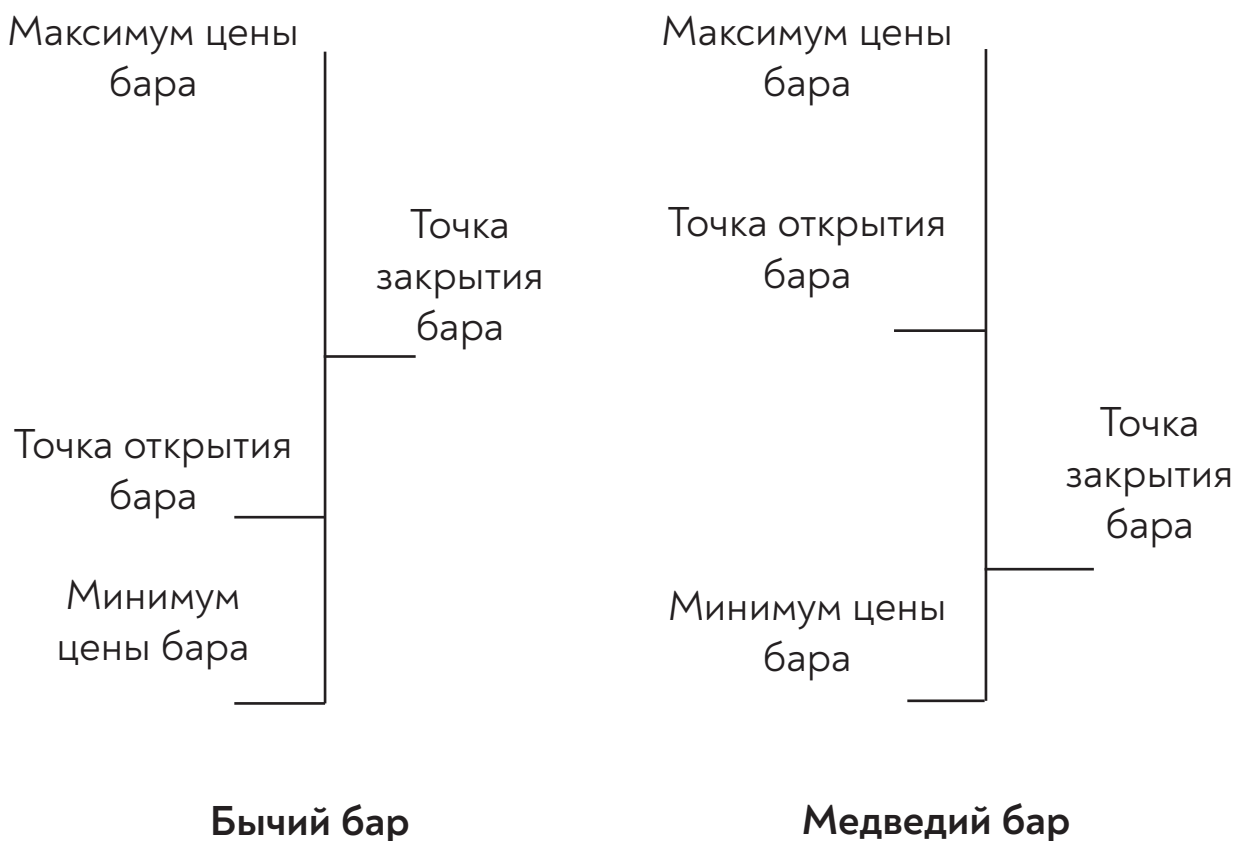 Максимум цены
бара
Точка
закрытия
бара
Точка открытия
бара
Минимум
цены бара
Бычий бар
Максимум цены
бара
Точка открытия
бара
Точка
закрытия
бара
Минимум цены
бара
Медведий бар